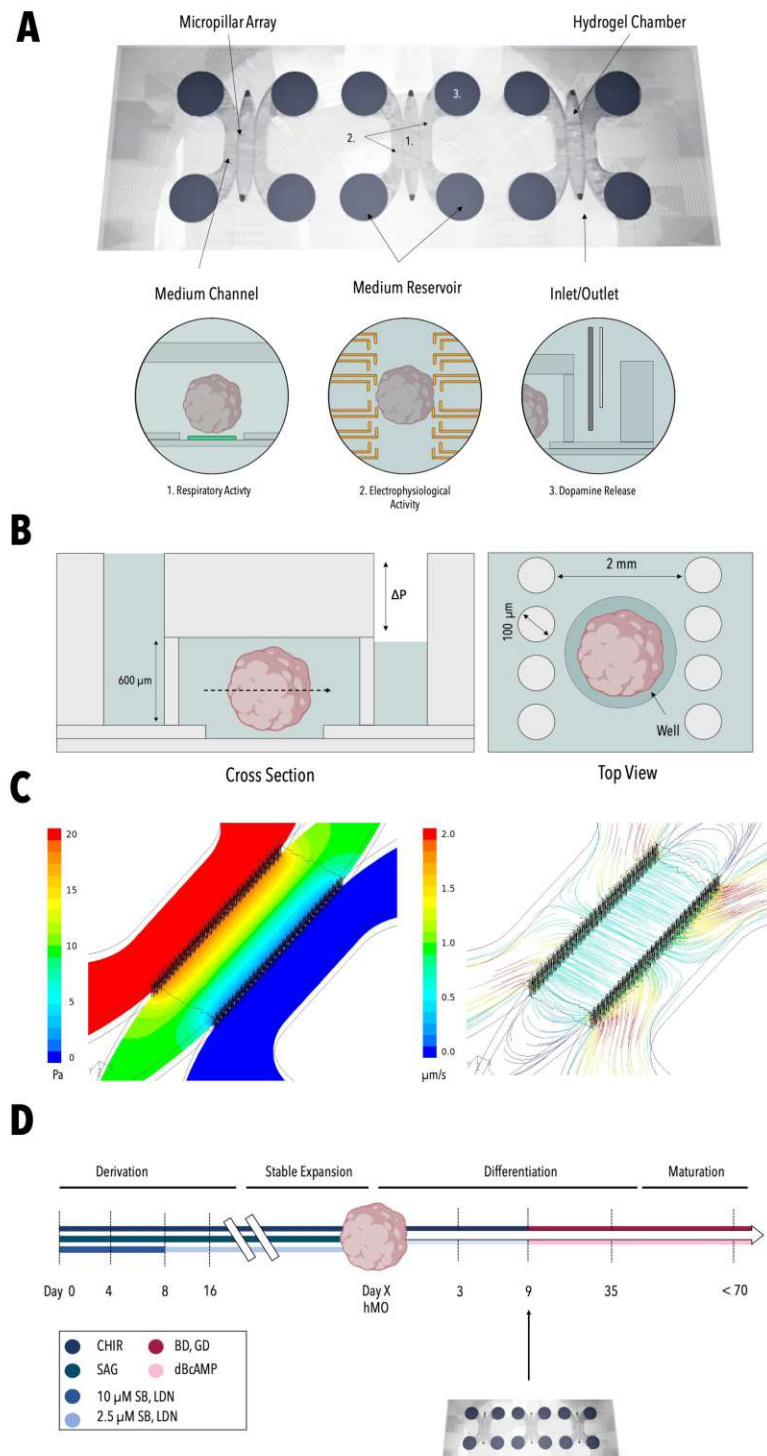 A
Micropillar Array
Hydrogel Chamber
3.
2.
1.
Medium Channel
Medium Reservoir
Inlet/Outlet
1. Respiratory Activty
2. Electrophysiological
Activity
3. Dopamine Release
B
ΔP
600 µm
2 mm
100 µm
Well
Cross Section
Top View
C
20
15
10
5
0
Pa
Y
Z
X
2.0
1.5
1.0
0.5
0.0
µm/s
Y
Z
X
D
Derivation
Stable Expansion
Differentiation
Maturation
Day 0
4
8
16
Day X
hMO
3
9
35
< 70
CHIR
BD, GD
SAG
dBcAMP
10 µM SB, LDN
2.5 µM SB, LDN